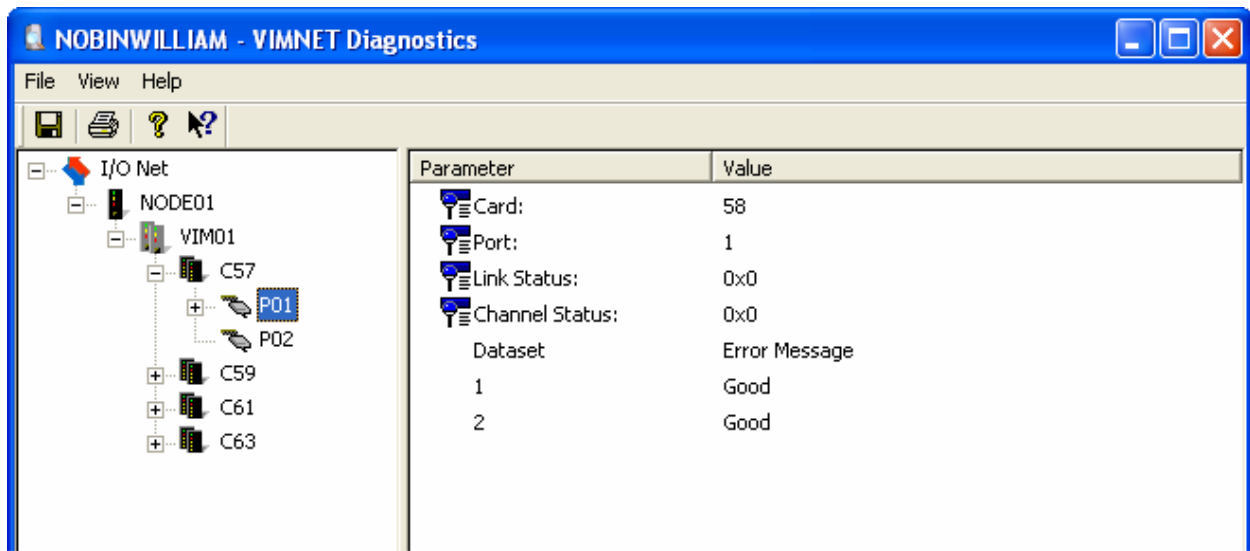 NOBINWILLIAM - VIMNET Diagnostics
File View Help
I/O Net
NODE01
VIM01
C57
P01
P02
C59
C61
C63
Parameter Value
Card: 58
Port: 1
Link Status: 0x0
Channel Status: 0x0
Dataset Error Message
1 Good
2 Good